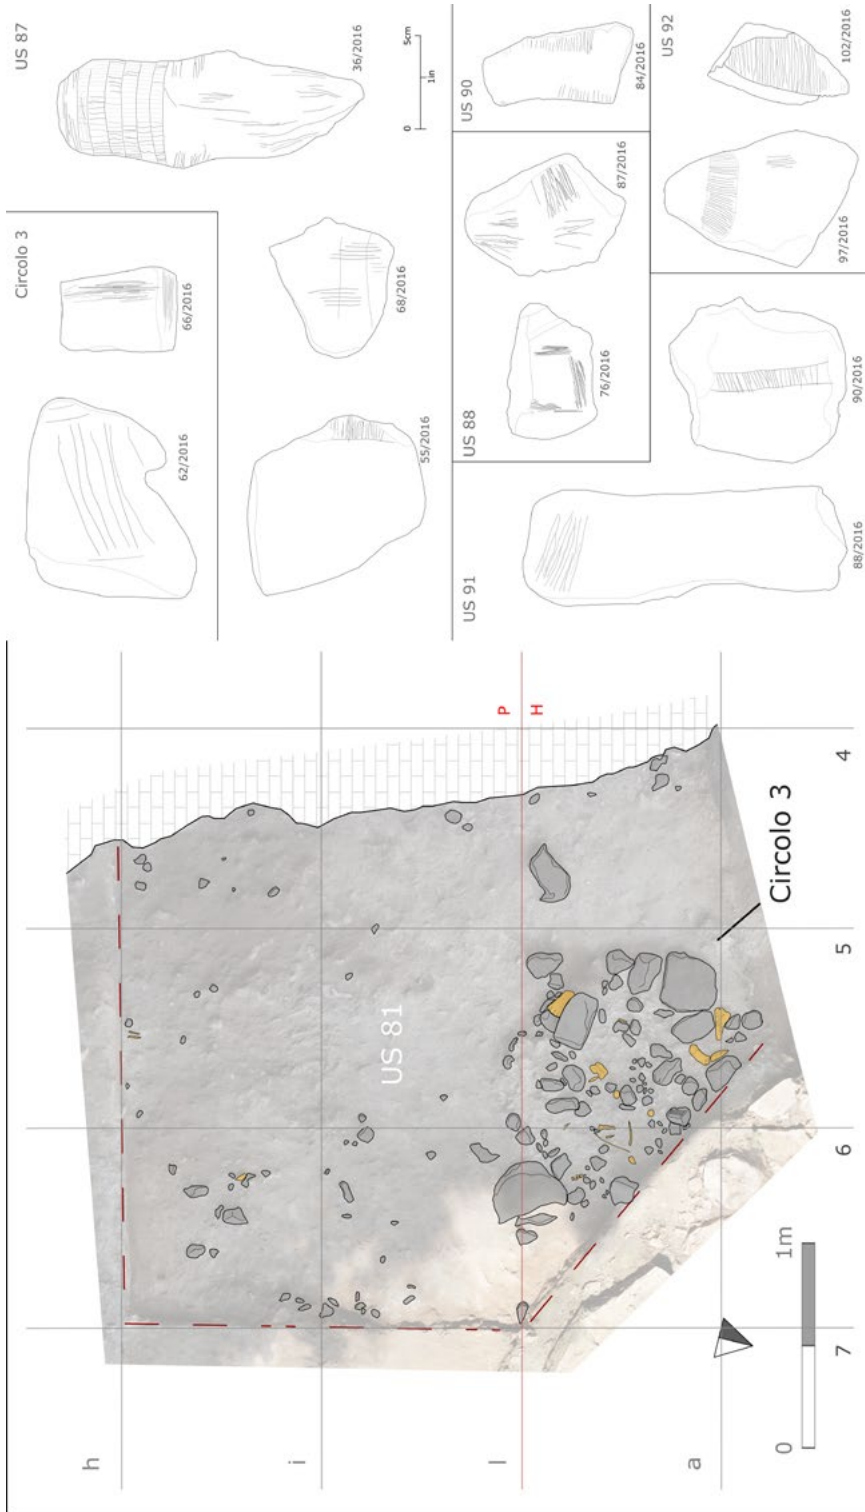 Circolo 3
62/2016
66/2016
US 87
36/2016
55/2016
68/2016
0
5cm
1in
US 91
88/2016
90/2016
US 88
76/2016
87/2016
US 90
84/2016
US 92
97/2016
102/2016
h
i
l
a
P
H
US 81
Circolo 3
7
6
5
4
0
1m